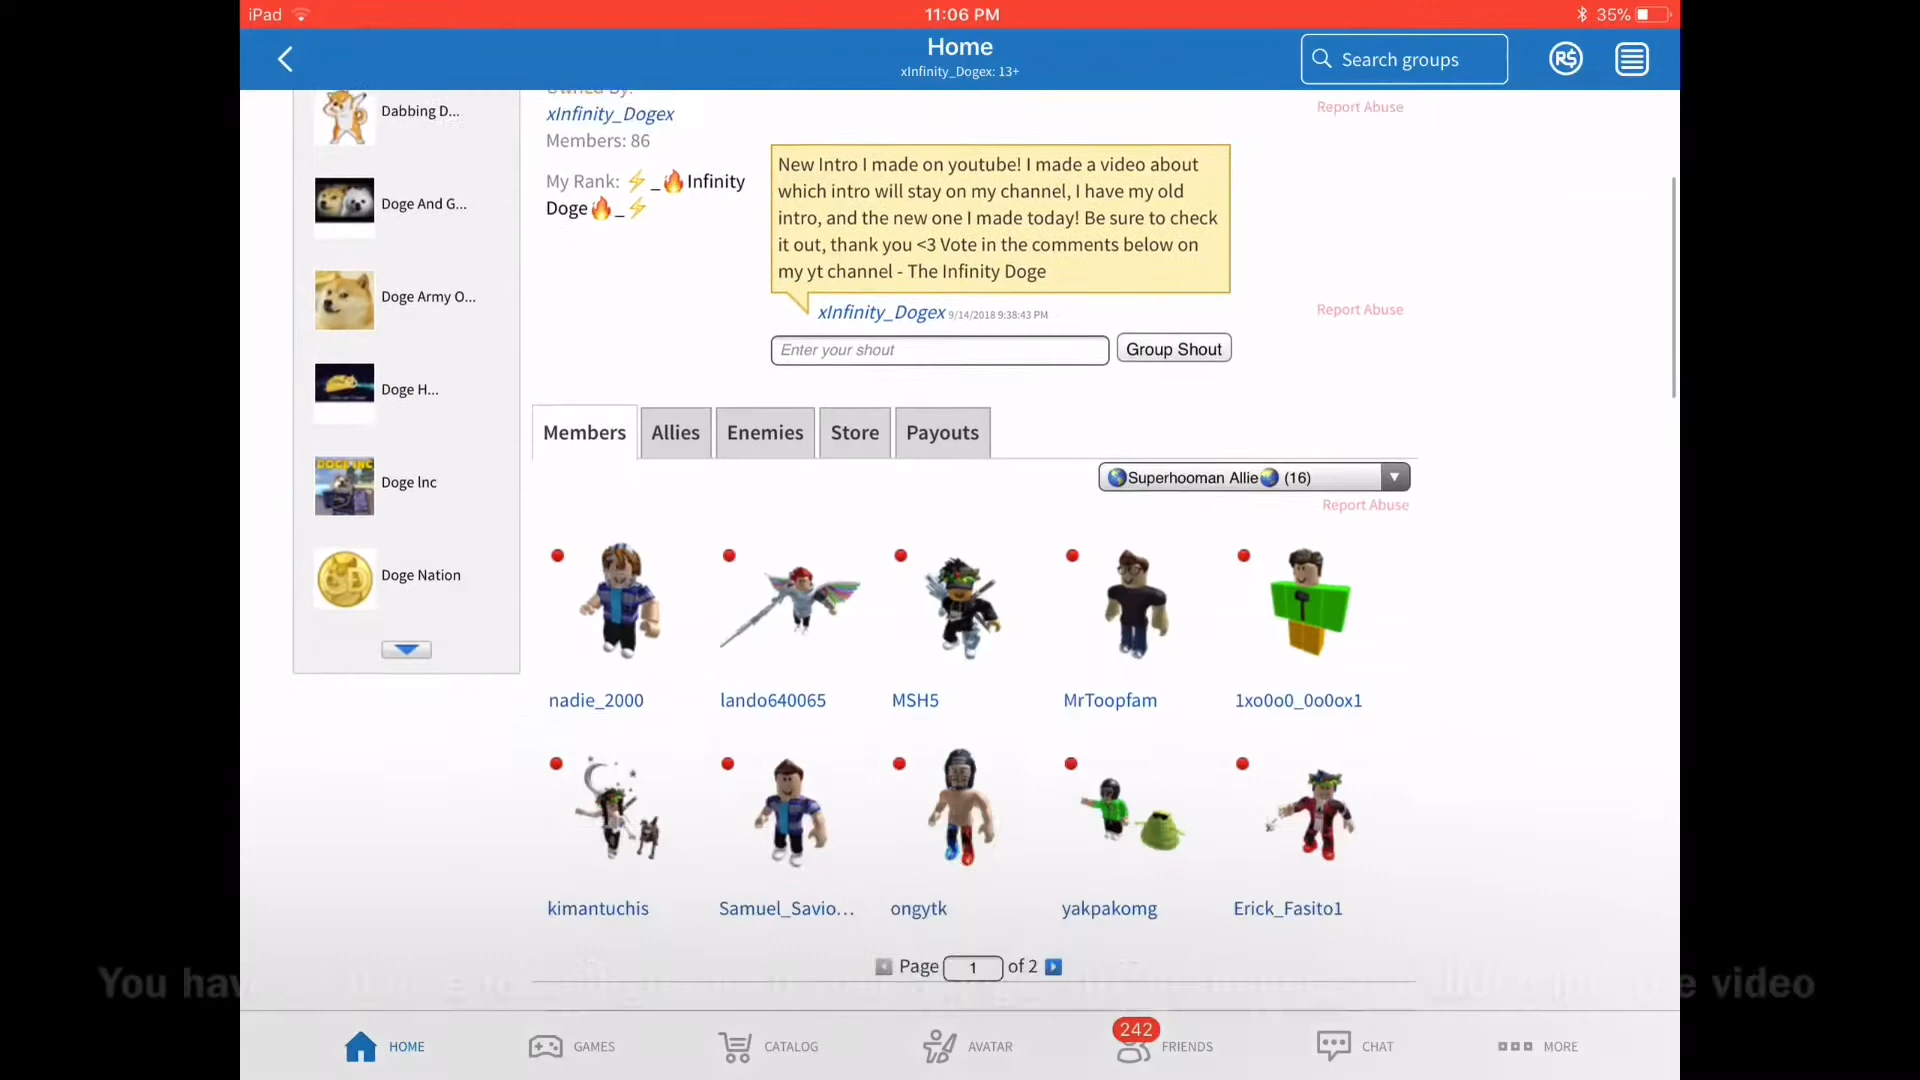 iPad
11:06 PM
35%
Home
xInfinity_Dogex: 13+
Search groups
R$
Dabbing D...
Doge And G...
Doge Army O...
Doge H...
DOGE INC
Doge Inc
Doge Nation
Owned By:
xInfinity_Dogex
Members: 86
My Rank: ⚡_🔥Infinity
Doge🔥_⚡
Report Abuse
New Intro I made on youtube! I made a video about
which intro will stay on my channel, I have my old
intro, and the new one I made today! Be sure to check
it out, thank you <3 Vote in the comments below on
my yt channel - The Infinity Doge
xInfinity_Dogex 9/14/2018 9:38:43 PM
Report Abuse
Enter your shout
Group Shout
Members
Allies
Enemies
Store
Payouts
🌎Superhooman Allie🌏 (16)
Report Abuse
nadie_2000
lando640065
MSH5
MrToopfam
1xo0o0_0o0ox1
kimantuchis
Samuel_Savio...
ongytk
yakpakomg
Erick_Fasito1
Page 1 of 2
You video
HOME
GAMES
CATALOG
AVATAR
242
FRIENDS
CHAT
MORE